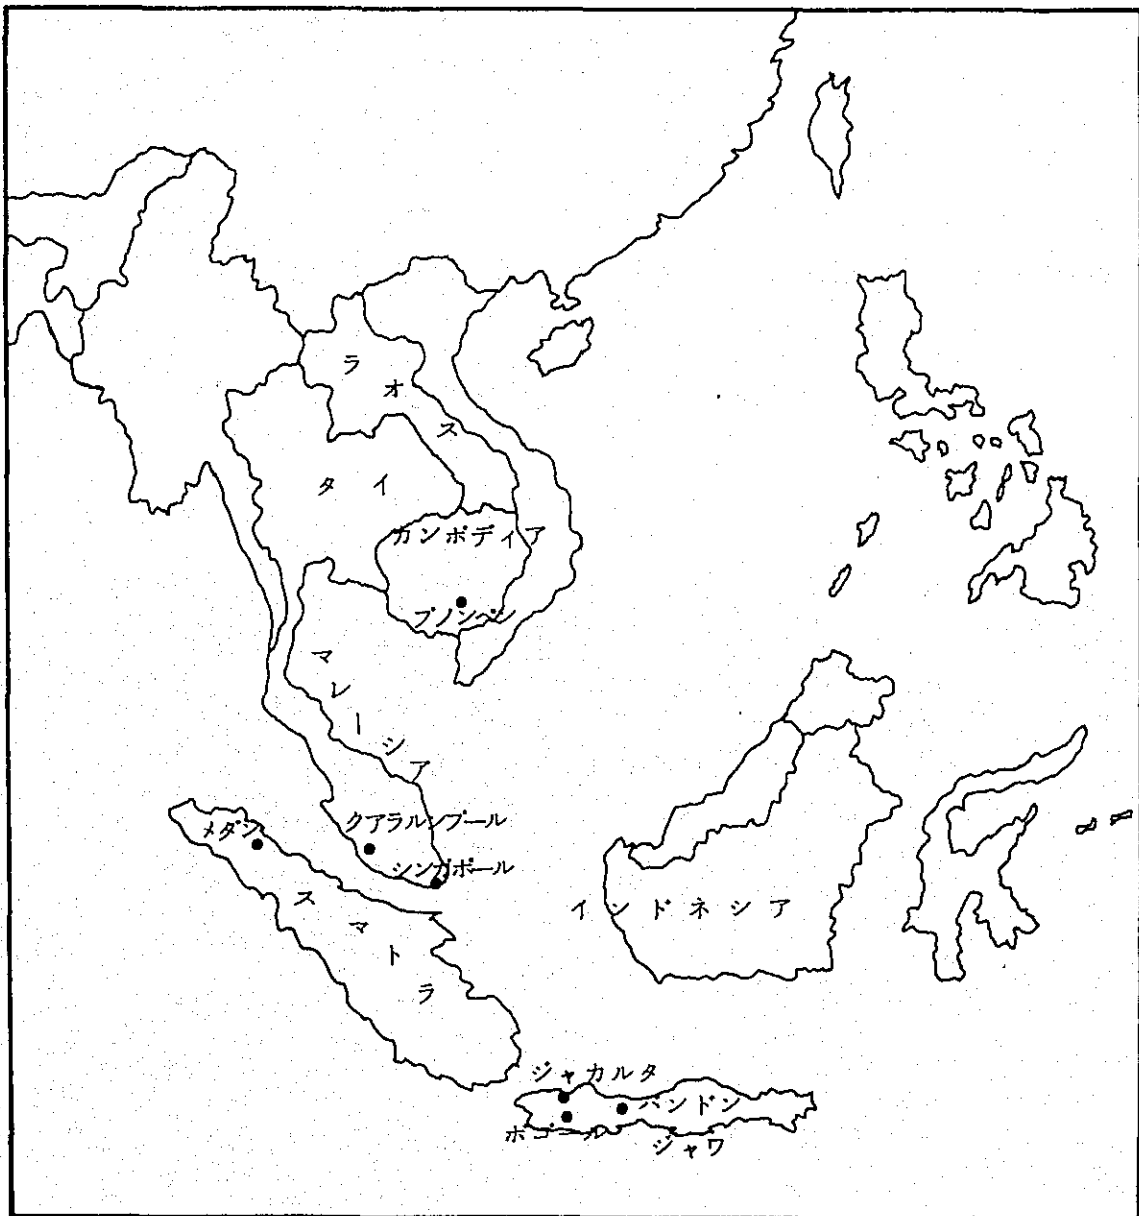 ラオス
タイ
カンボディア
プノンペン
マレーシア
クアラルンプール
メダン
シンガポール
スマトラ
インドネシア
ジャカルタ
バンドン
ボゴール
ジャワ